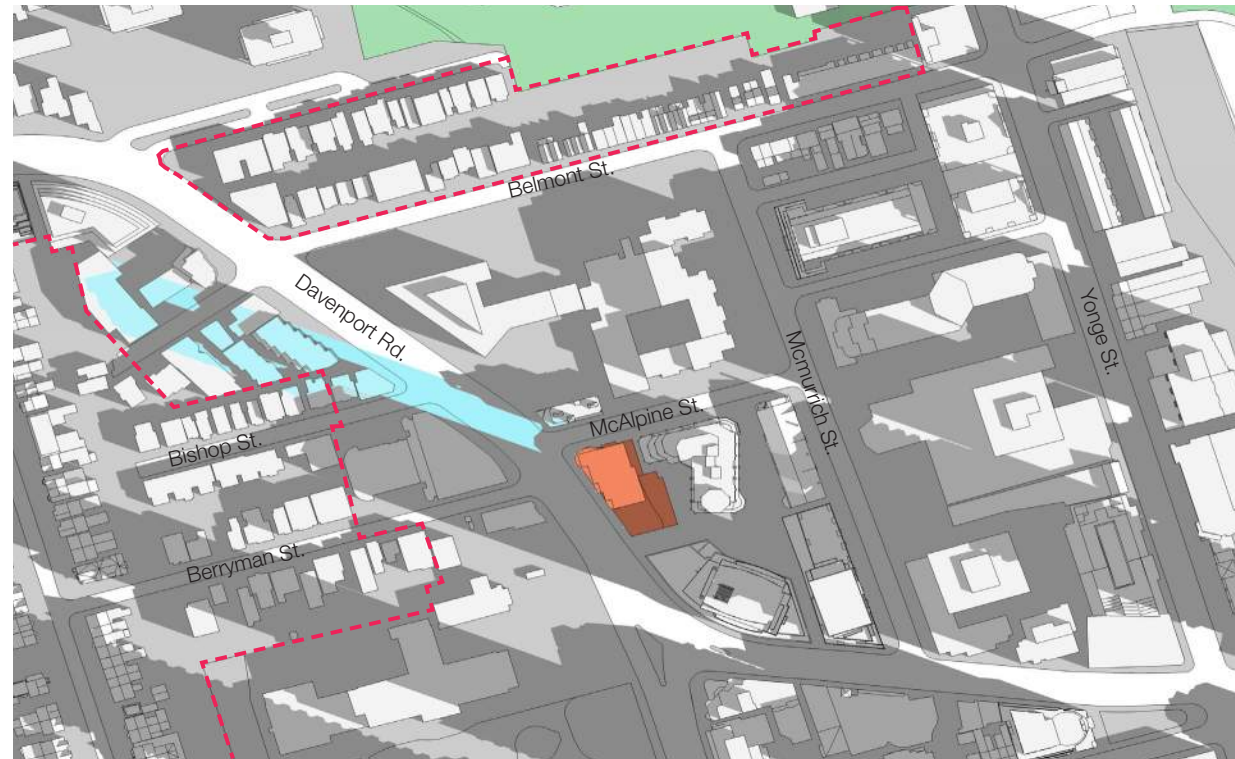 Belmont St.
Davenport Rd.
Yonge St.
Mcmurrich St.
McAlpine St.
Bishop St.
Berryman St.